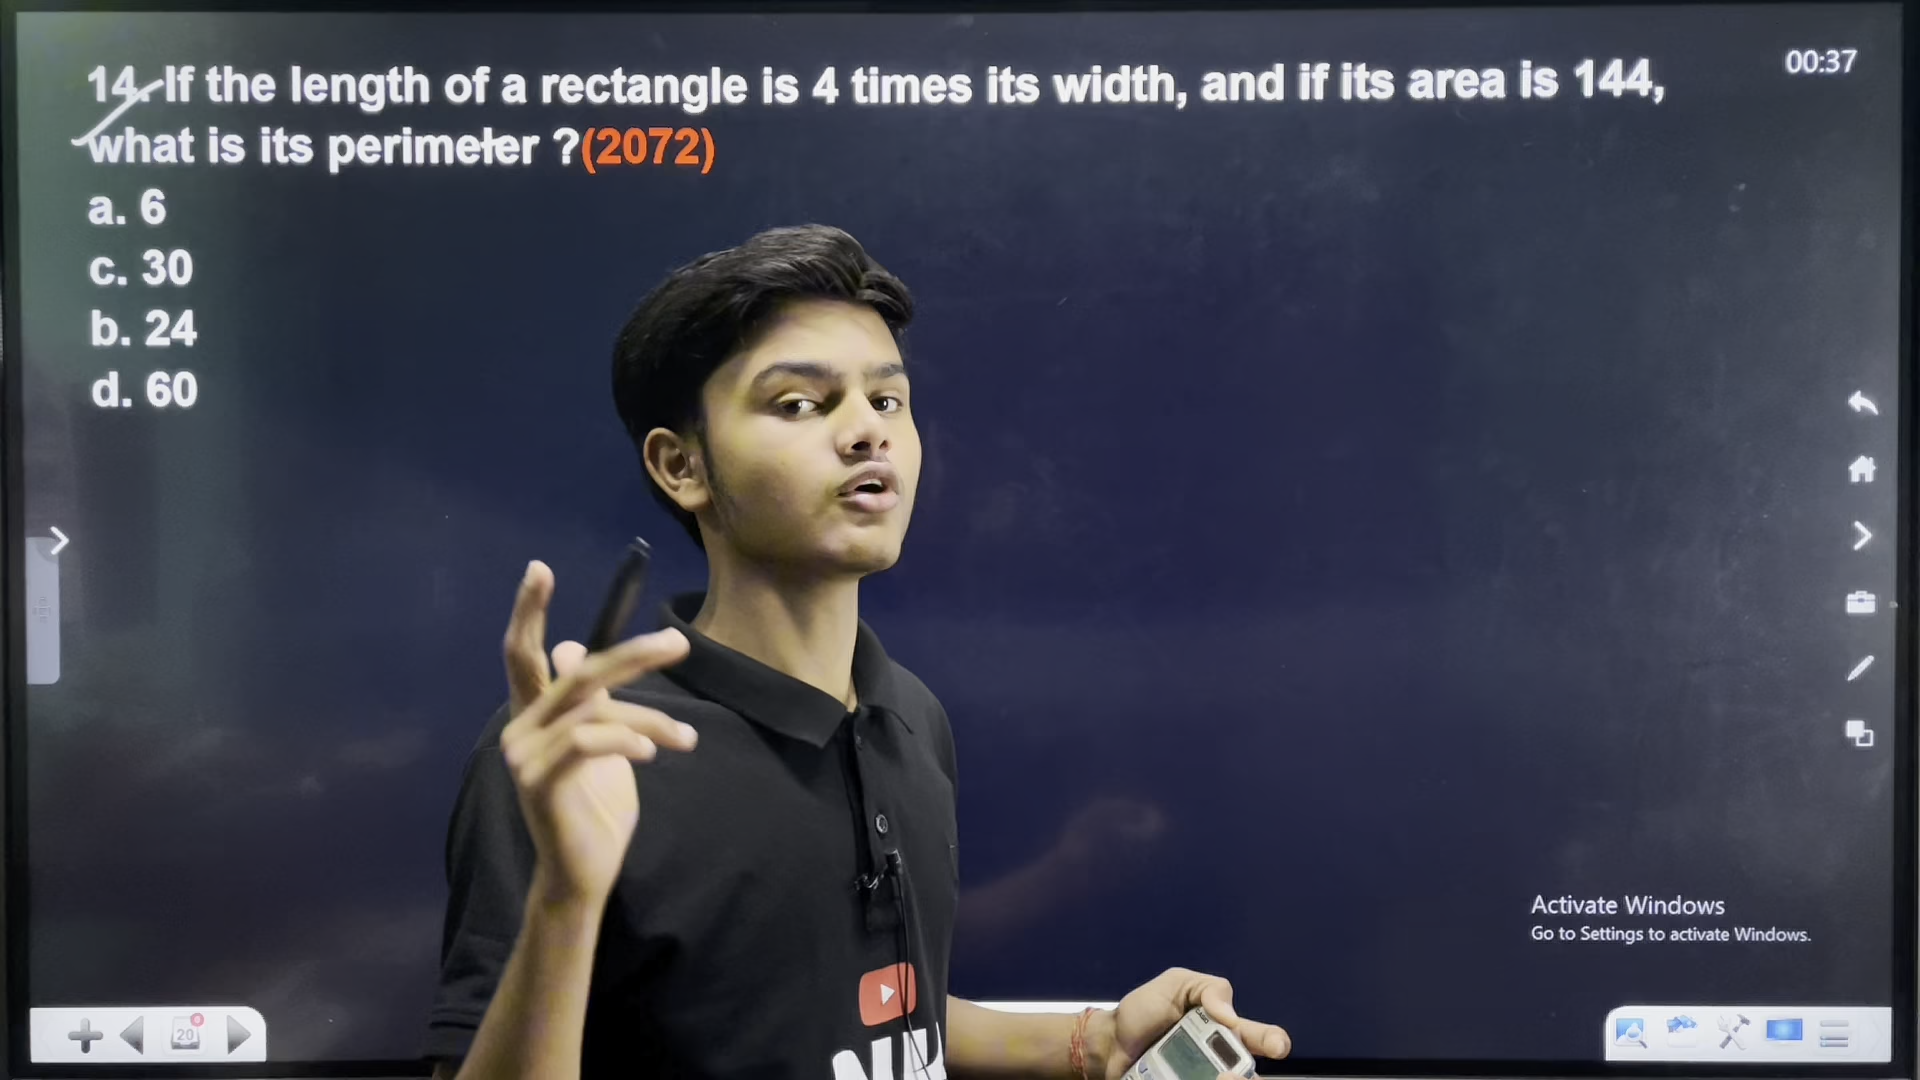 00:37
14. If the length of a rectangle is 4 times its width, and if its area is 144,
what is its perimeter ?(2072)
a. 6
c. 30
b. 24
d. 60
Activate Windows
Go to Settings to activate Windows.
20